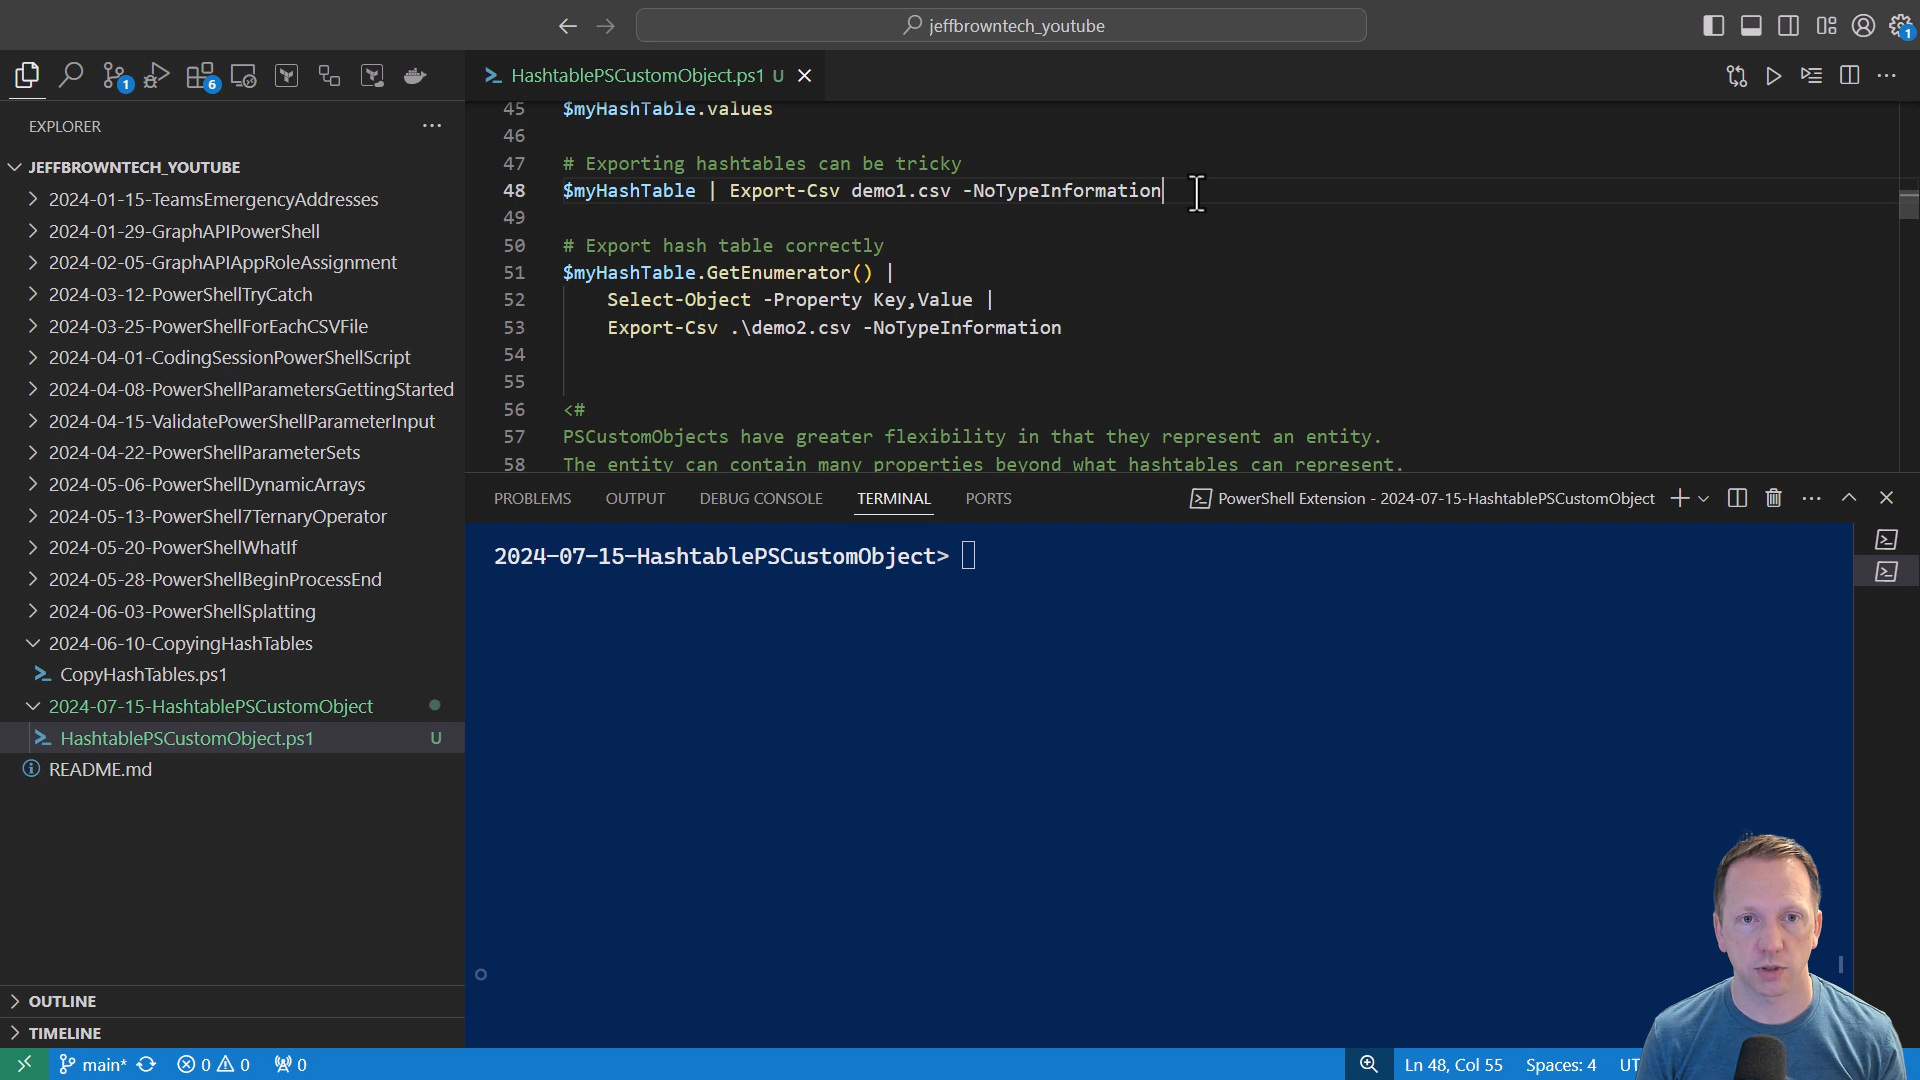 jeffbrowntech_youtube
1
1
6
HashtablePSCustomObject.ps1 U
EXPLORER
JEFFBROWNTECH_YOUTUBE
2024-01-15-TeamsEmergencyAddresses
2024-01-29-GraphAPIPowerShell
2024-02-05-GraphAPIAppRoleAssignment
2024-03-12-PowerShellTryCatch
2024-03-25-PowerShellForEachCSVFile
2024-04-01-CodingSessionPowerShellScript
2024-04-08-PowerShellParametersGettingStarted
2024-04-15-ValidatePowerShellParameterInput
2024-04-22-PowerShellParameterSets
2024-05-06-PowerShellDynamicArrays
2024-05-13-PowerShell7TernaryOperator
2024-05-20-PowerShellWhatIf
2024-05-28-PowerShellBeginProcessEnd
2024-06-03-PowerShellSplatting
2024-06-10-CopyingHashTables
CopyHashTables.ps1
2024-07-15-HashtablePSCustomObject
HashtablePSCustomObject.ps1 U
README.md
OUTLINE
TIMELINE
45 $myHashTable.values
46
47 # Exporting hashtables can be tricky
48 $myHashTable | Export-Csv demo1.csv -NoTypeInformation
49
50 # Export hash table correctly
51 $myHashTable.GetEnumerator() |
52 Select-Object -Property Key,Value |
53 Export-Csv .\demo2.csv -NoTypeInformation
54
55
56 <#
57 PSCustomObjects have greater flexibility in that they represent an entity.
58 The entity can contain many properties beyond what hashtables can represent.
PROBLEMS OUTPUT DEBUG CONSOLE TERMINAL PORTS
PowerShell Extension - 2024-07-15-HashtablePSCustomObject
2024-07-15-HashtablePSCustomObject>
main* 0 0 0
Ln 48, Col 55 Spaces: 4 UT